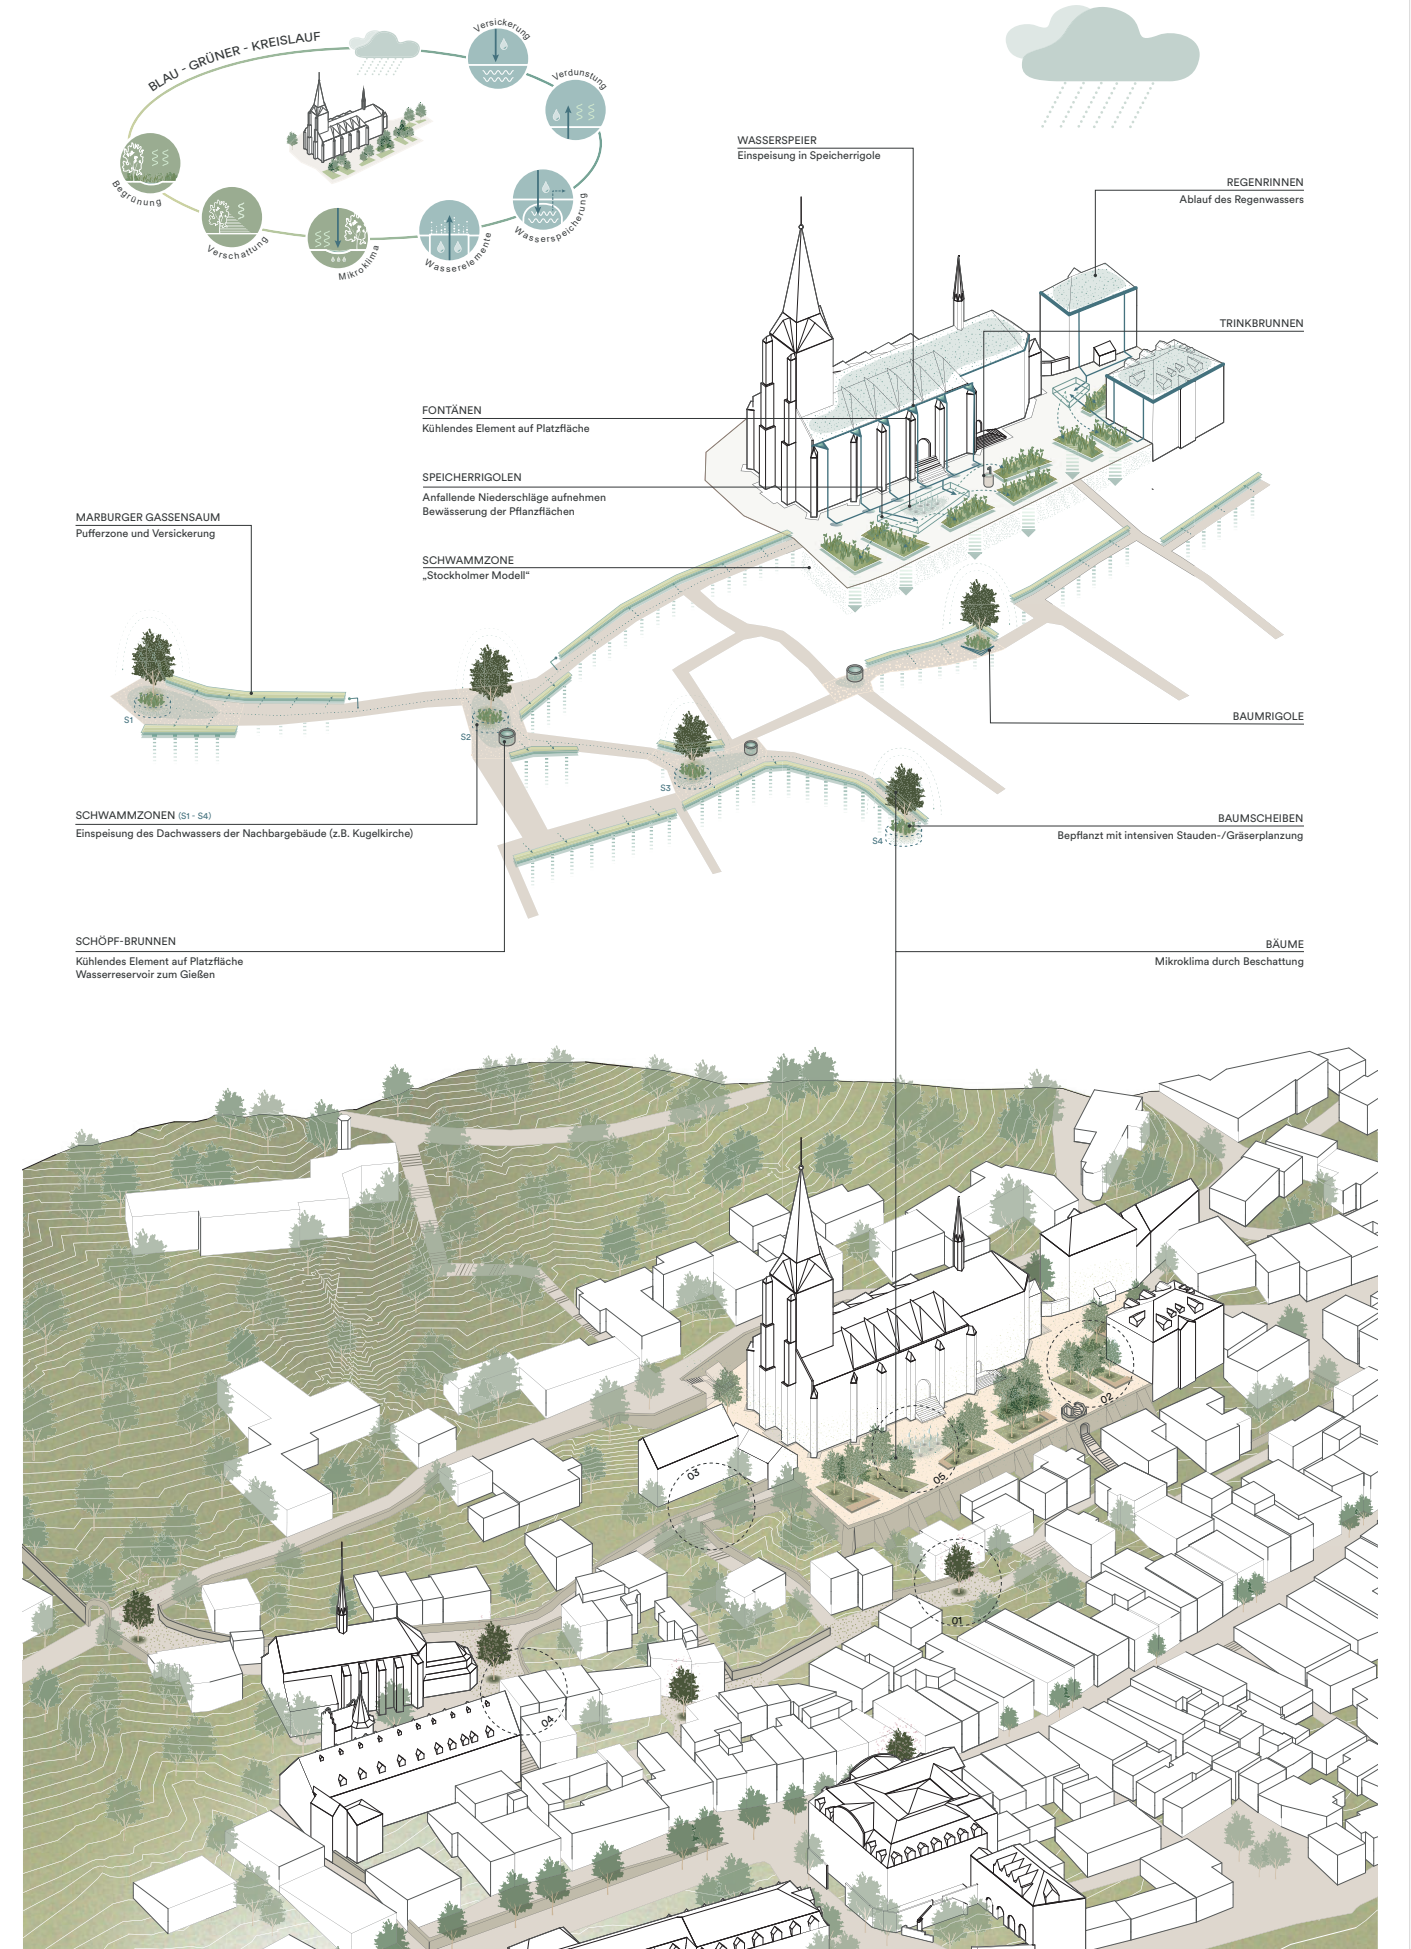 BLAU - GRÜNER - KREISLAUF
Versickerung
Verdunstung
Wasserspeicherung
Wasserelemente
Mikroklima
Verschattung
Begrünung
WASSERSPEIER
Einspeisung in Speicherrigole
REGENRINNEN
Ablauf des Regenwassers
TRINKBRUNNEN
FONTÄNEN
Kühlendes Element auf Platzfläche
SPEICHERRIGOLEN
Anfallende Niederschläge aufnehmen
Bewässerung der Pflanzflächen
MARBURGER GASSENSAUM
Pufferzone und Versickerung
SCHWAMMZONE
„Stockholmer Modell“
S1
S2
S3
S4
BAUMRIGOLE
SCHWAMMZONEN (S1 - S4)
Einspeisung des Dachwassers der Nachbargebäude (z.B. Kugelkirche)
BAUMSCHEIBEN
Bepflanzt mit intensiven Stauden-/Gräserplanzung
SCHÖPF-BRUNNEN
Kühlendes Element auf Platzfläche
Wasserreservoir zum Gießen
BÄUME
Mikroklima durch Beschattung
02
03
05
01
04